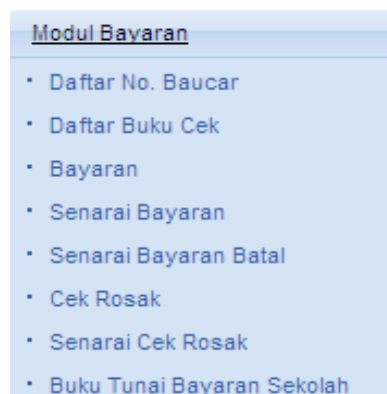 Modul Bayaran
• Daftar No. Baucar
• Daftar Buku Cek
• Bayaran
• Senarai Bayaran
• Senarai Bayaran Batal
• Cek Rosak
• Senarai Cek Rosak
• Buku Tunai Bayaran Sekolah